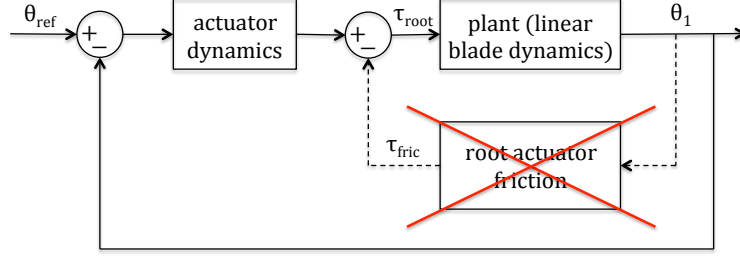 θref
+
−
actuator
dynamics
+
−
τroot
plant (linear
blade dynamics)
θ1
τfric
root actuator
friction